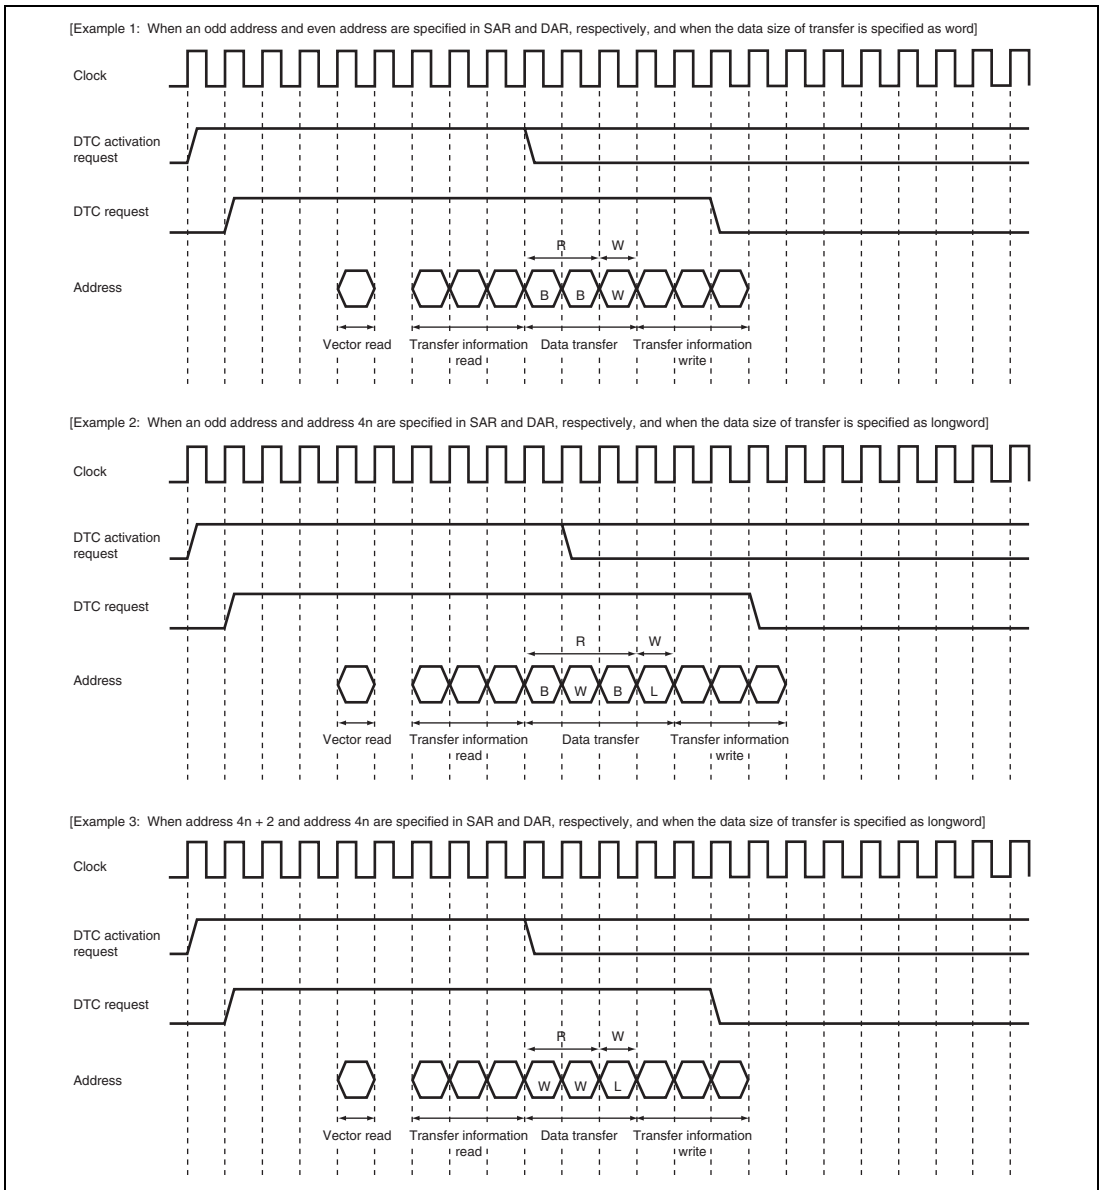 [Example 1: When an odd address and even address are specified in SAR and DAR, respectively, and when the data size of transfer is specified as word]
Clock
DTC activation
request
DTC request
R W
Address
B B W
Vector read Transfer information Data transfer Transfer information
read write
[Example 2: When an odd address and address 4n are specified in SAR and DAR, respectively, and when the data size of transfer is specified as longword]
Clock
DTC activation
request
DTC request
R W
Address
B W B L
Vector read Transfer information Data transfer Transfer information
read write
[Example 3: When address 4n + 2 and address 4n are specified in SAR and DAR, respectively, and when the data size of transfer is specified as longword]
Clock
DTC activation
request
DTC request
R W
Address
W W L
Vector read Transfer information Data transfer Transfer information
read write